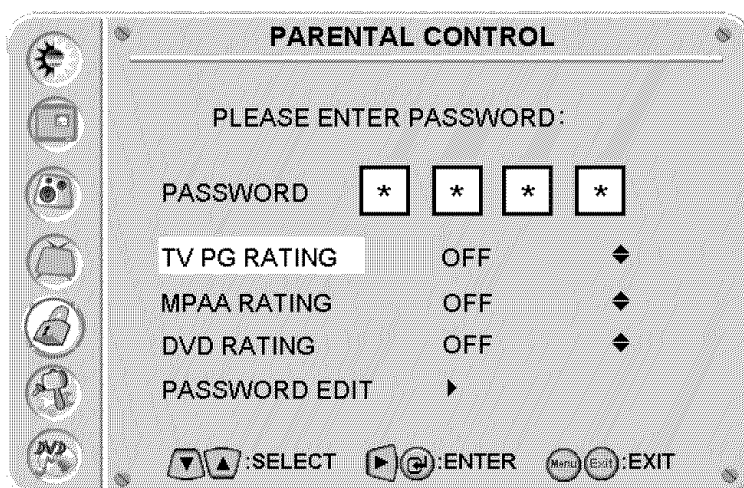 PARENTAL CONTROL
PLEASE ENTER PASSWORD:
PASSWORD * * * *
TV PG RATING OFF
MPAA RATING OFF
DVD RATING OFF
PASSWORD EDIT
DVD
:SELECT :ENTER Menu Exit :EXIT